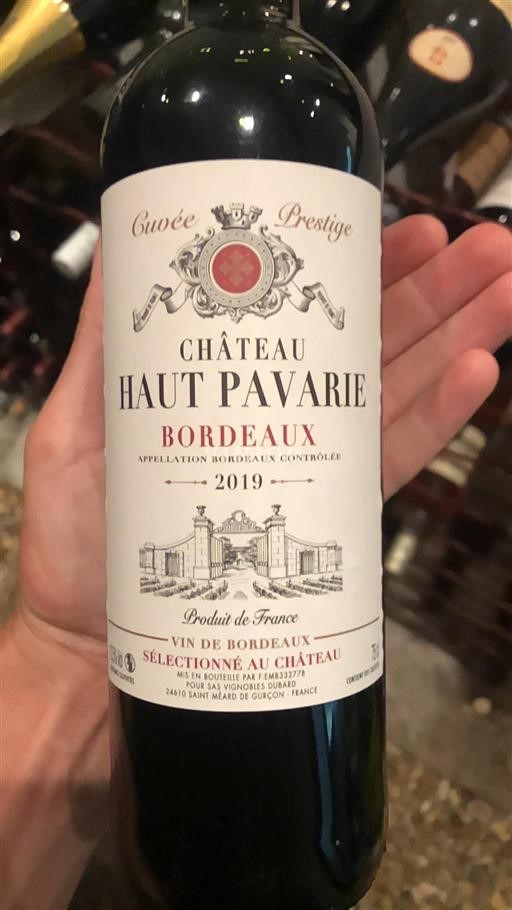 Cuvée Prestige
CHÂTEAU
HAUT PAVARIE
BORDEAUX
APPELLATION BORDEAUX CONTRÔLÉE
2019
Produit de France
VIN DE BORDEAUX
SÉLECTIONNÉ AU CHÂTEAU
MIS EN BOUTEILLE PAR F.EMB33277B
POUR SAS VIGNOBLES DUBARD
24610 SAINT MÉARD DE GURÇON - FRANCE
75cl